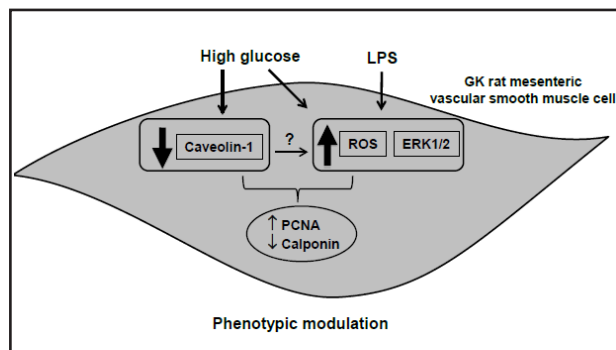 High glucose
LPS
GK rat mesenteric
vascular smooth muscle cell
Caveolin-1
?
ROS
ERK1/2
↑ PCNA
↓ Calponin
Phenotypic modulation